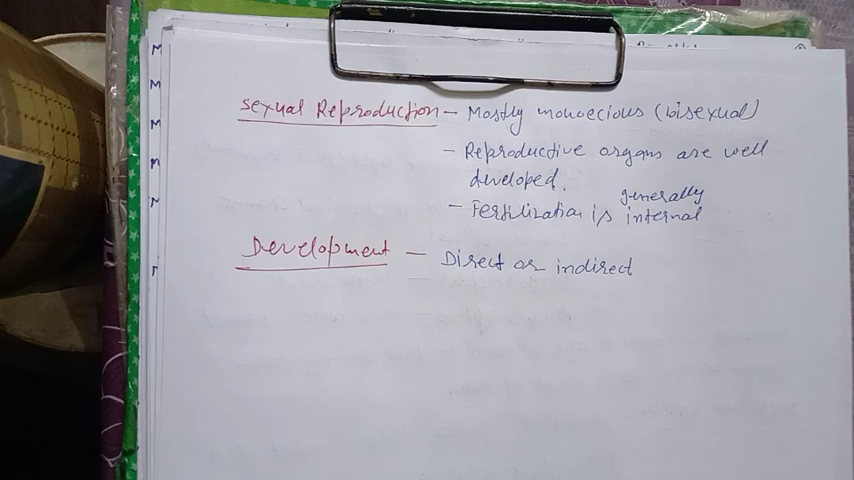 Sexual Reproduction – Mostly monoecious (bisexual)
– Reproductive organs are well
developed.
– Fertilization is generally internal
Development – Direct or indirect